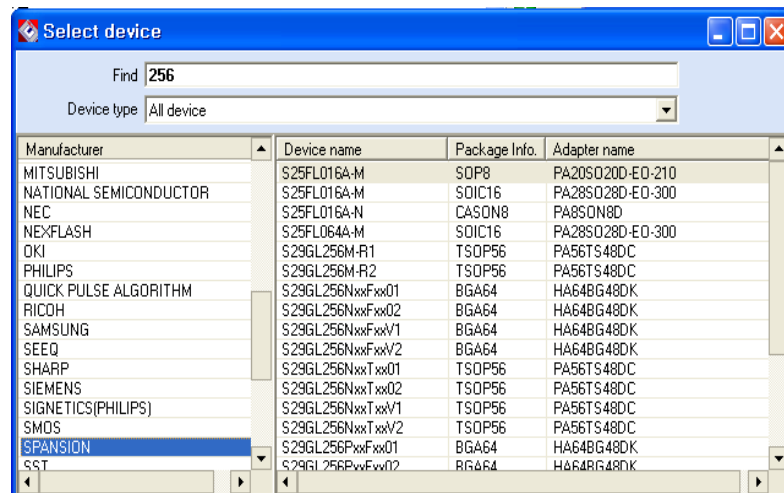 Select device
Find 256
Device type All device
Manufacturer Device name Package Info. Adapter name
MITSUBISHI S25FL016A-M SOP8 PA20SO20D-EO-210
NATIONAL SEMICONDUCTOR S25FL016A-M SOIC16 PA28SO28D-EO-300
NEC S25FL016A-N CASON8 PA8SON8D
NEXFLASH S25FL064A-M SOIC16 PA28SO28D-EO-300
OKI S29GL256M-R1 TSOP56 PA56TS48DC
PHILIPS S29GL256M-R2 TSOP56 PA56TS48DC
QUICK PULSE ALGORITHM S29GL256NxxFxx01 BGA64 HA64BG48DK
RICOH S29GL256NxxFxx02 BGA64 HA64BG48DK
SAMSUNG S29GL256NxxFxxV1 BGA64 HA64BG48DK
SEEQ S29GL256NxxFxxV2 BGA64 HA64BG48DK
SHARP S29GL256NxxTxx01 TSOP56 PA56TS48DC
SIEMENS S29GL256NxxTxx02 TSOP56 PA56TS48DC
SIGNETICS(PHILIPS) S29GL256NxxTxxV1 TSOP56 PA56TS48DC
SMOS S29GL256NxxTxxV2 TSOP56 PA56TS48DC
SPANSION S29GL256PxxFxx01 BGA64 HA64BG48DK
SST S29GL256PxxFxx02 BGA64 HA64BG48DK